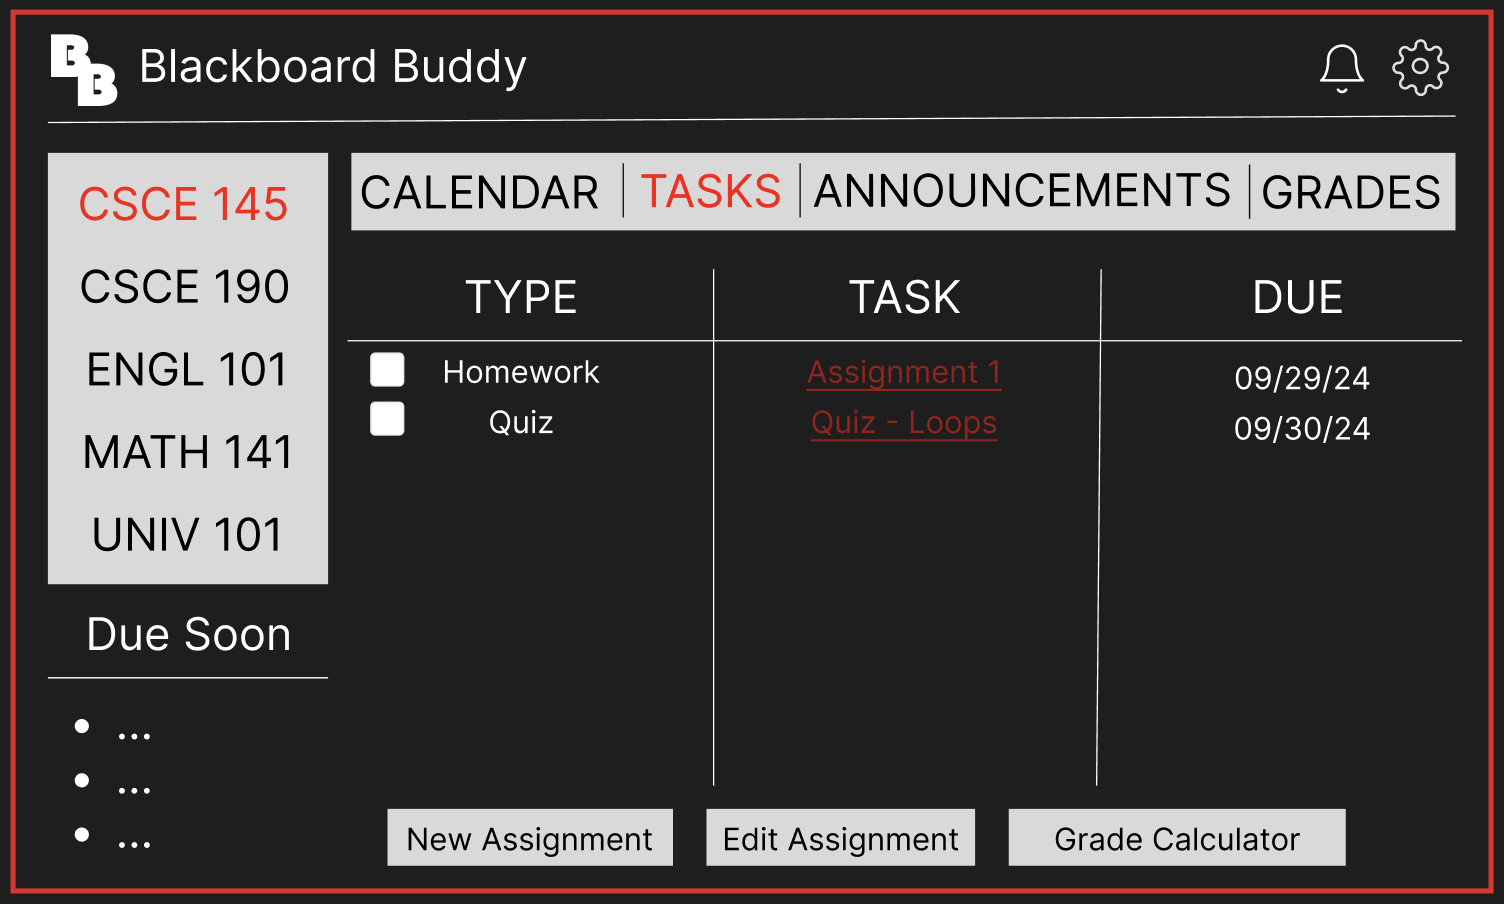 BB Blackboard Buddy
CSCE 145
CSCE 190
ENGL 101
MATH 141
UNIV 101
Due Soon
• ...
• ...
• ...
CALENDAR TASKS ANNOUNCEMENTS GRADES
TYPE TASK DUE
Homework Assignment 1 09/29/24
Quiz Quiz - Loops 09/30/24
New Assignment Edit Assignment Grade Calculator